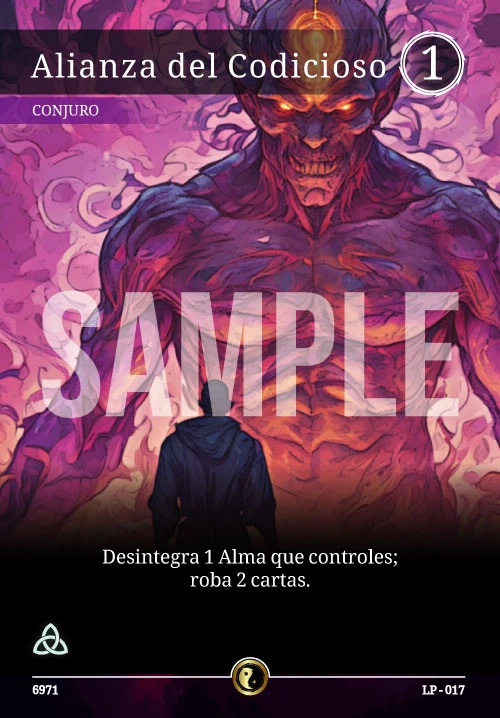 Alianza del Codicioso 1
CONJURO
SAMPLE
Desintegra 1 Alma que controles;
roba 2 cartas.
6971 LP - 017